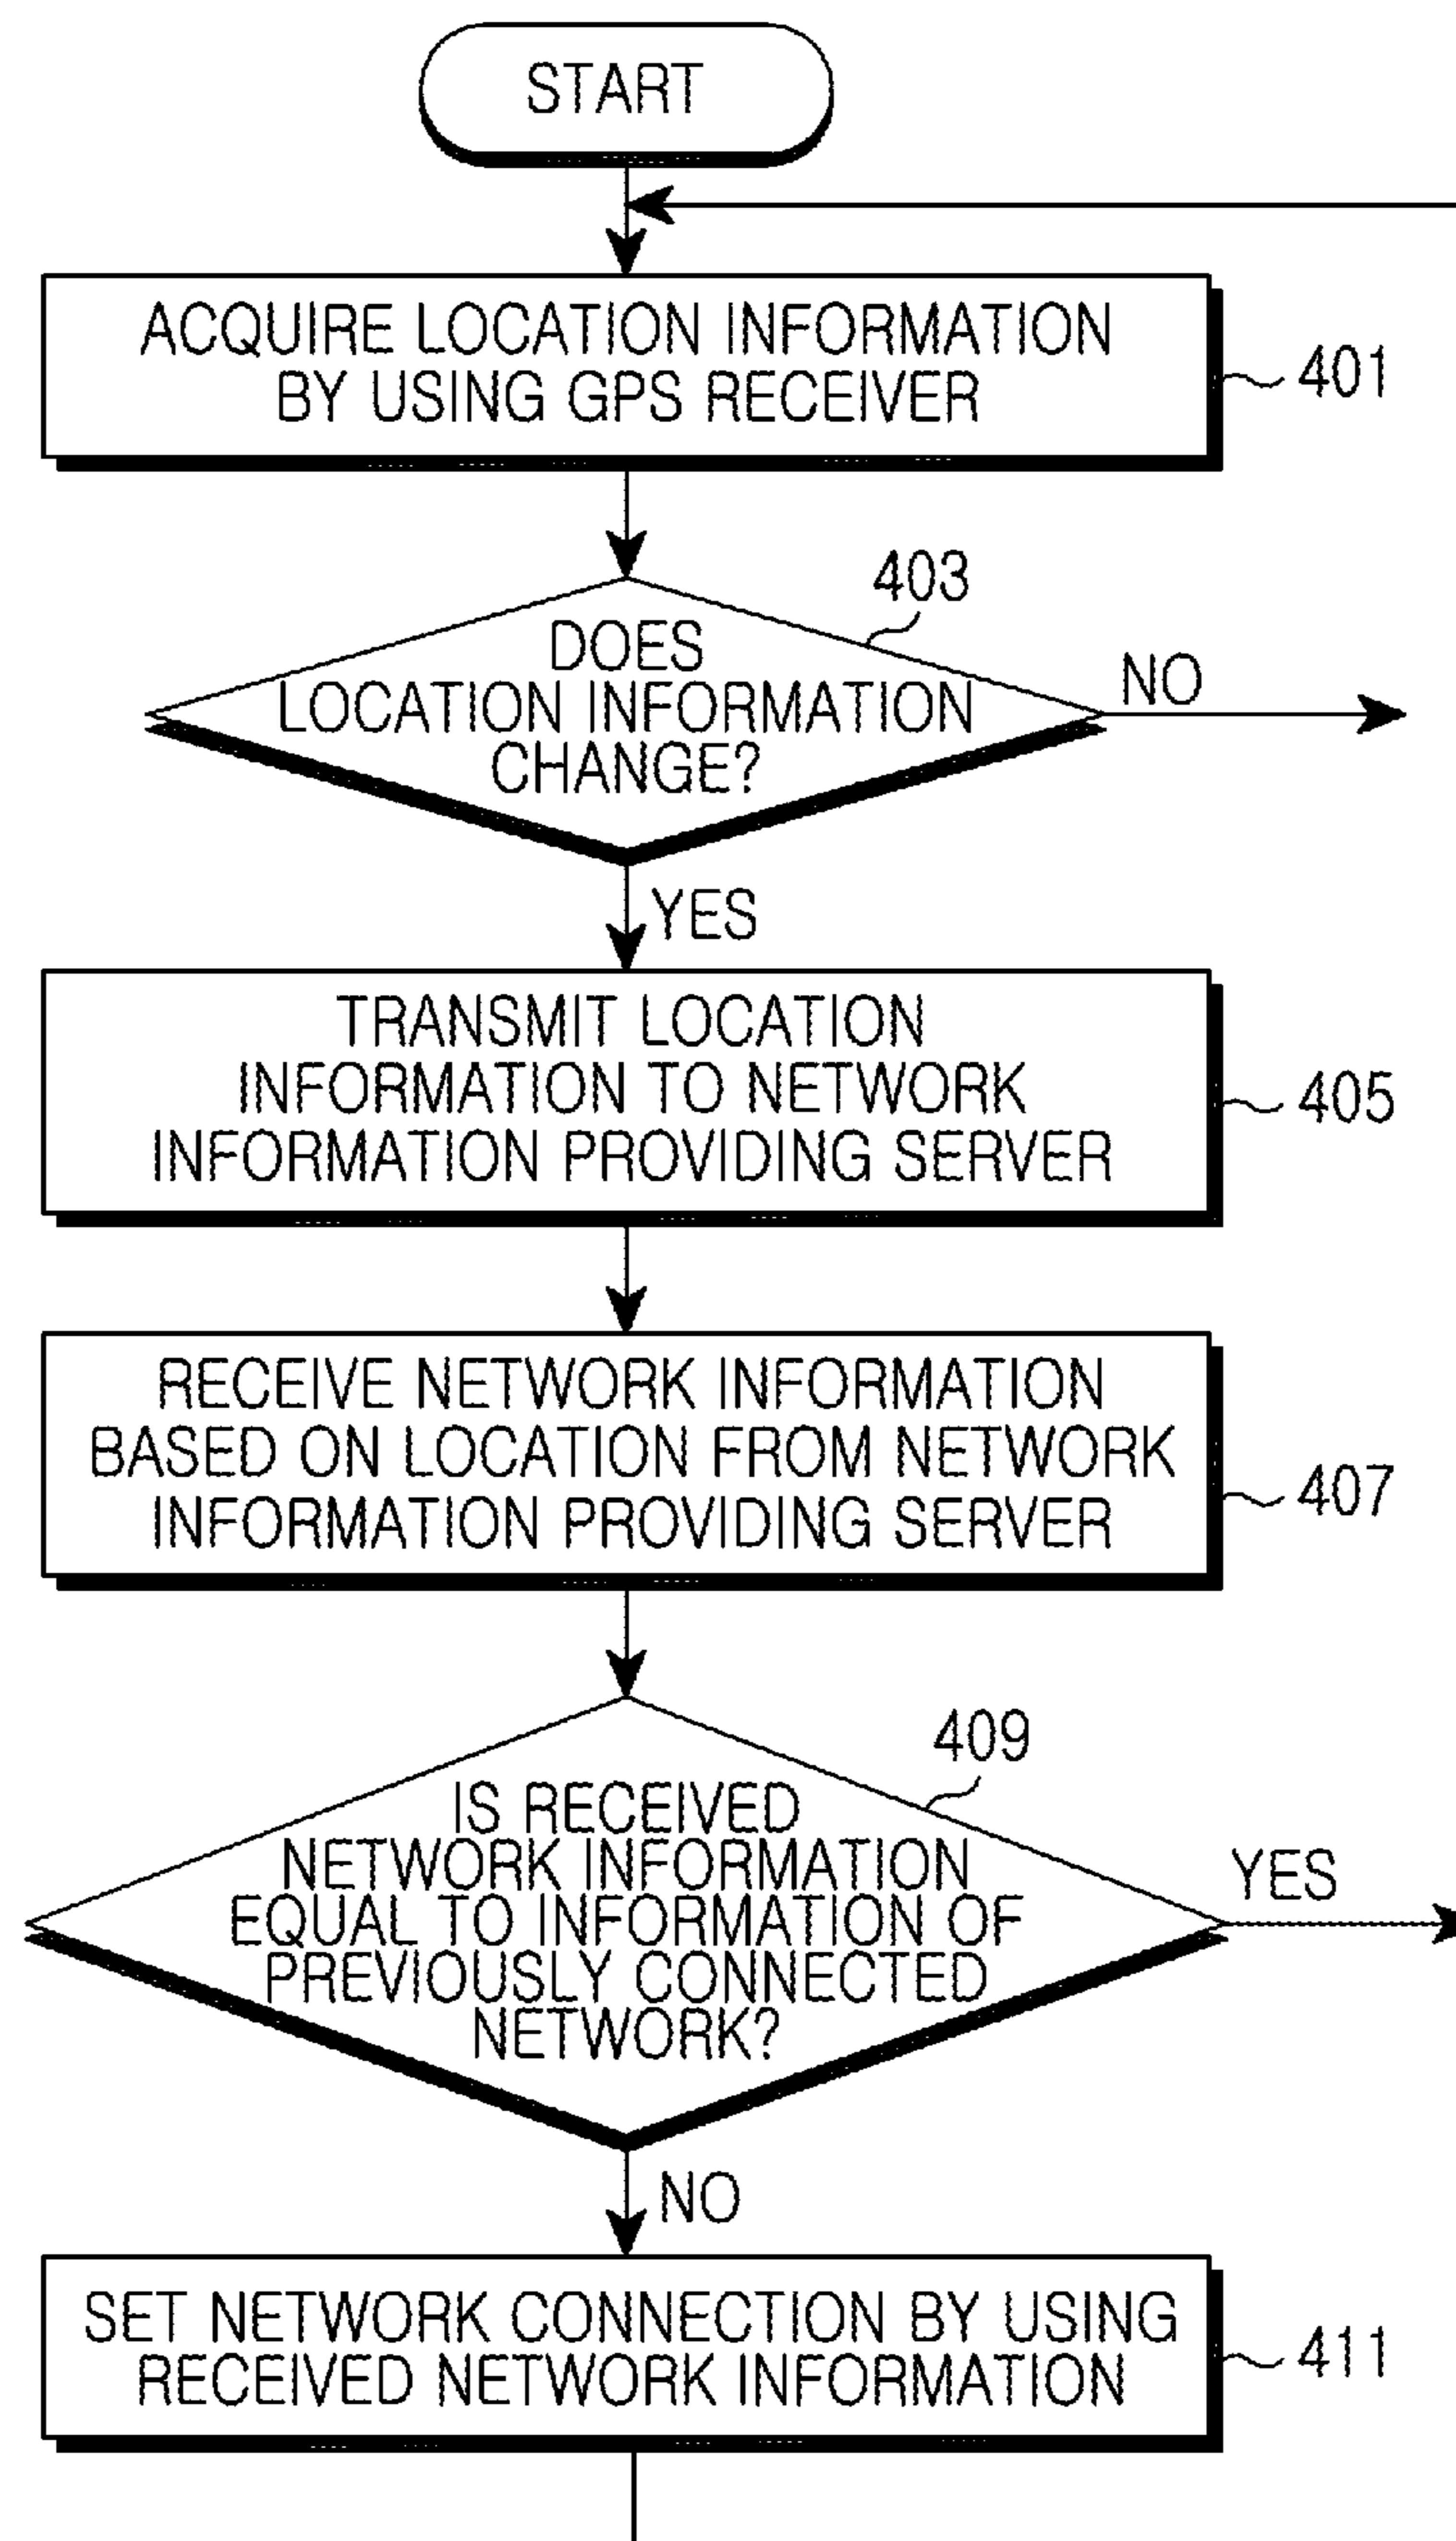 START
ACQUIRE LOCATION INFORMATION
BY USING GPS RECEIVER
401
403
DOES
LOCATION INFORMATION
CHANGE?
NO
YES
TRANSMIT LOCATION
INFORMATION TO NETWORK
INFORMATION PROVIDING SERVER
405
RECEIVE NETWORK INFORMATION
BASED ON LOCATION FROM NETWORK
INFORMATION PROVIDING SERVER
407
409
IS RECEIVED
NETWORK INFORMATION
EQUAL TO INFORMATION OF
PREVIOUSLY CONNECTED
NETWORK?
YES
NO
SET NETWORK CONNECTION BY USING
RECEIVED NETWORK INFORMATION
411